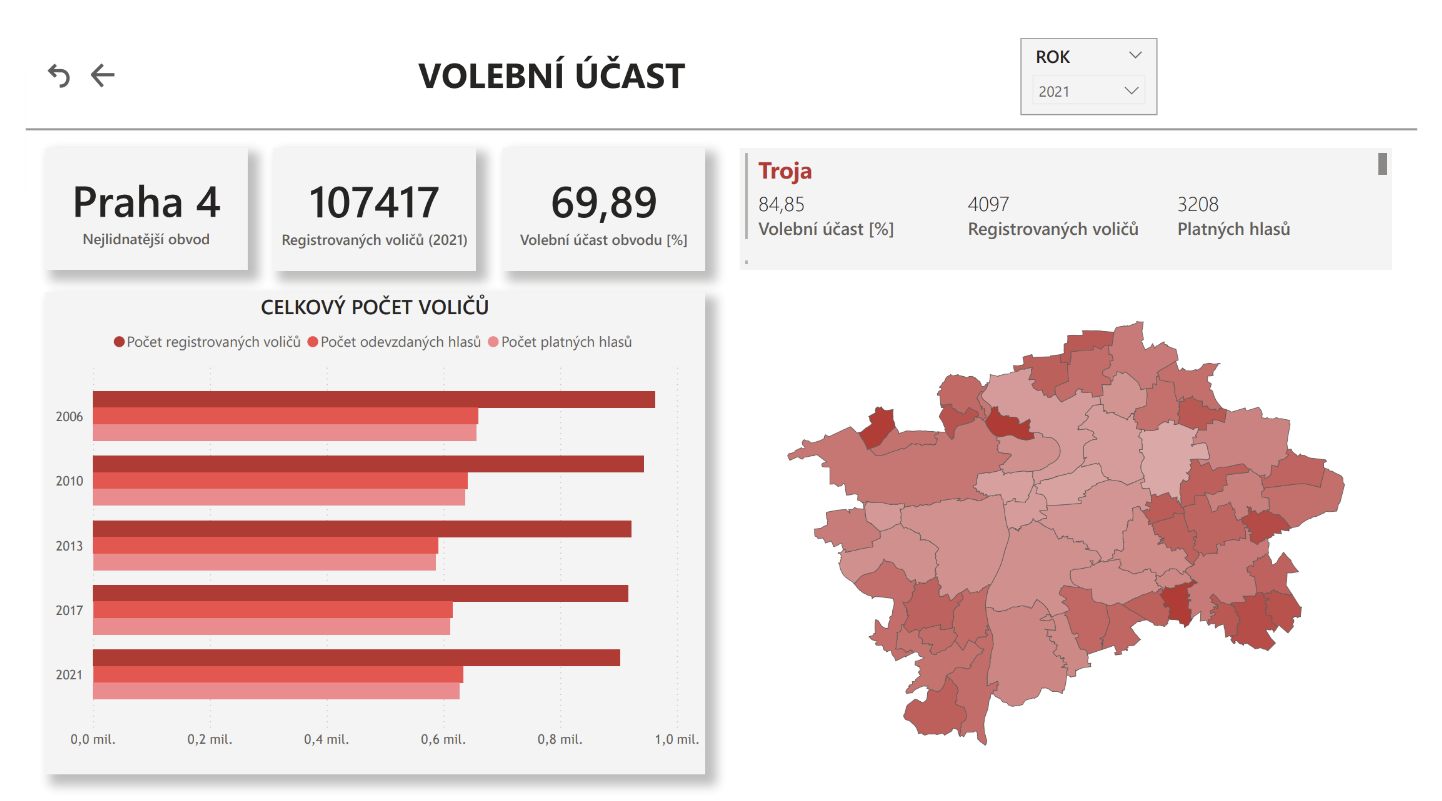 VOLEBNÍ ÚČAST
ROK
2021
Praha 4
Nejlidnatější obvod
107417
Registrovaných voličů (2021)
69,89
Volební účast obvodu [%]
Troja
84,85 4097 3208
Volební účast [%] Registrovaných voličů Platných hlasů
CELKOVÝ POČET VOLIČŮ
Počet registrovaných voličů Počet odevzdaných hlasů Počet platných hlasů
2006
2010
2013
2017
2021
0,0 mil. 0,2 mil. 0,4 mil. 0,6 mil. 0,8 mil. 1,0 mil.